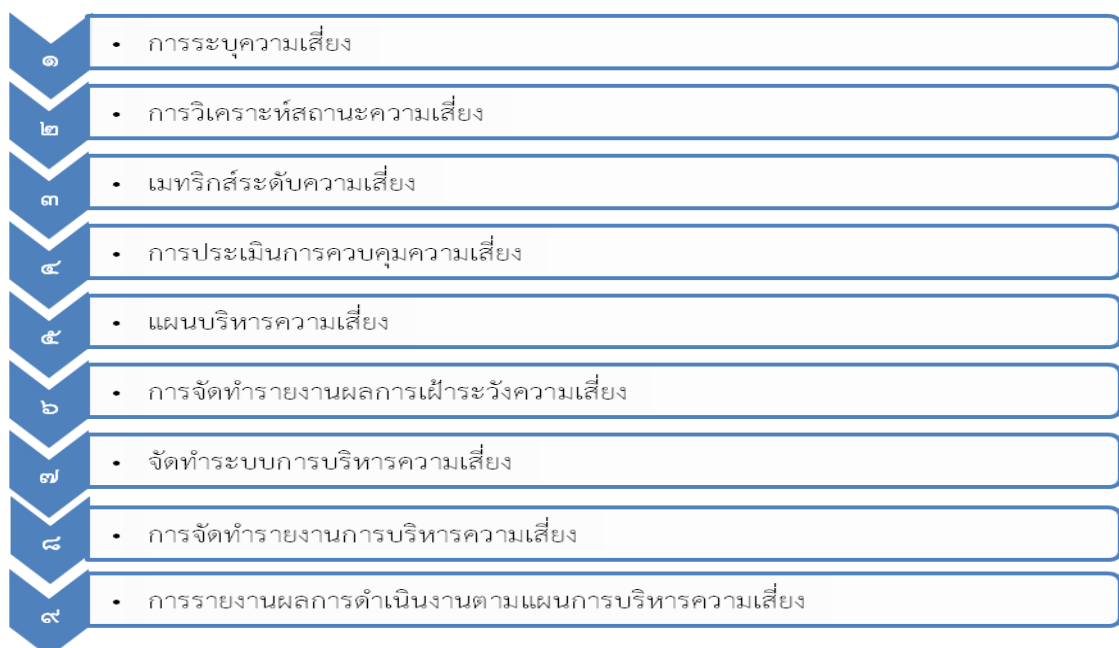 ๑ • การระบุความเสี่ยง
๒ • การวิเคราะห์สถานะความเสี่ยง
๓ • เมทริกส์ระดับความเสี่ยง
๔ • การประเมินการควบคุมความเสี่ยง
๕ • แผนบริหารความเสี่ยง
๖ • การจัดทำรายงานผลการเฝ้าระวังความเสี่ยง
๗ • จัดทำระบบการบริหารความเสี่ยง
๘ • การจัดทำรายงานการบริหารความเสี่ยง
๙ • การรายงานผลการดำเนินงานตามแผนการบริหารความเสี่ยง